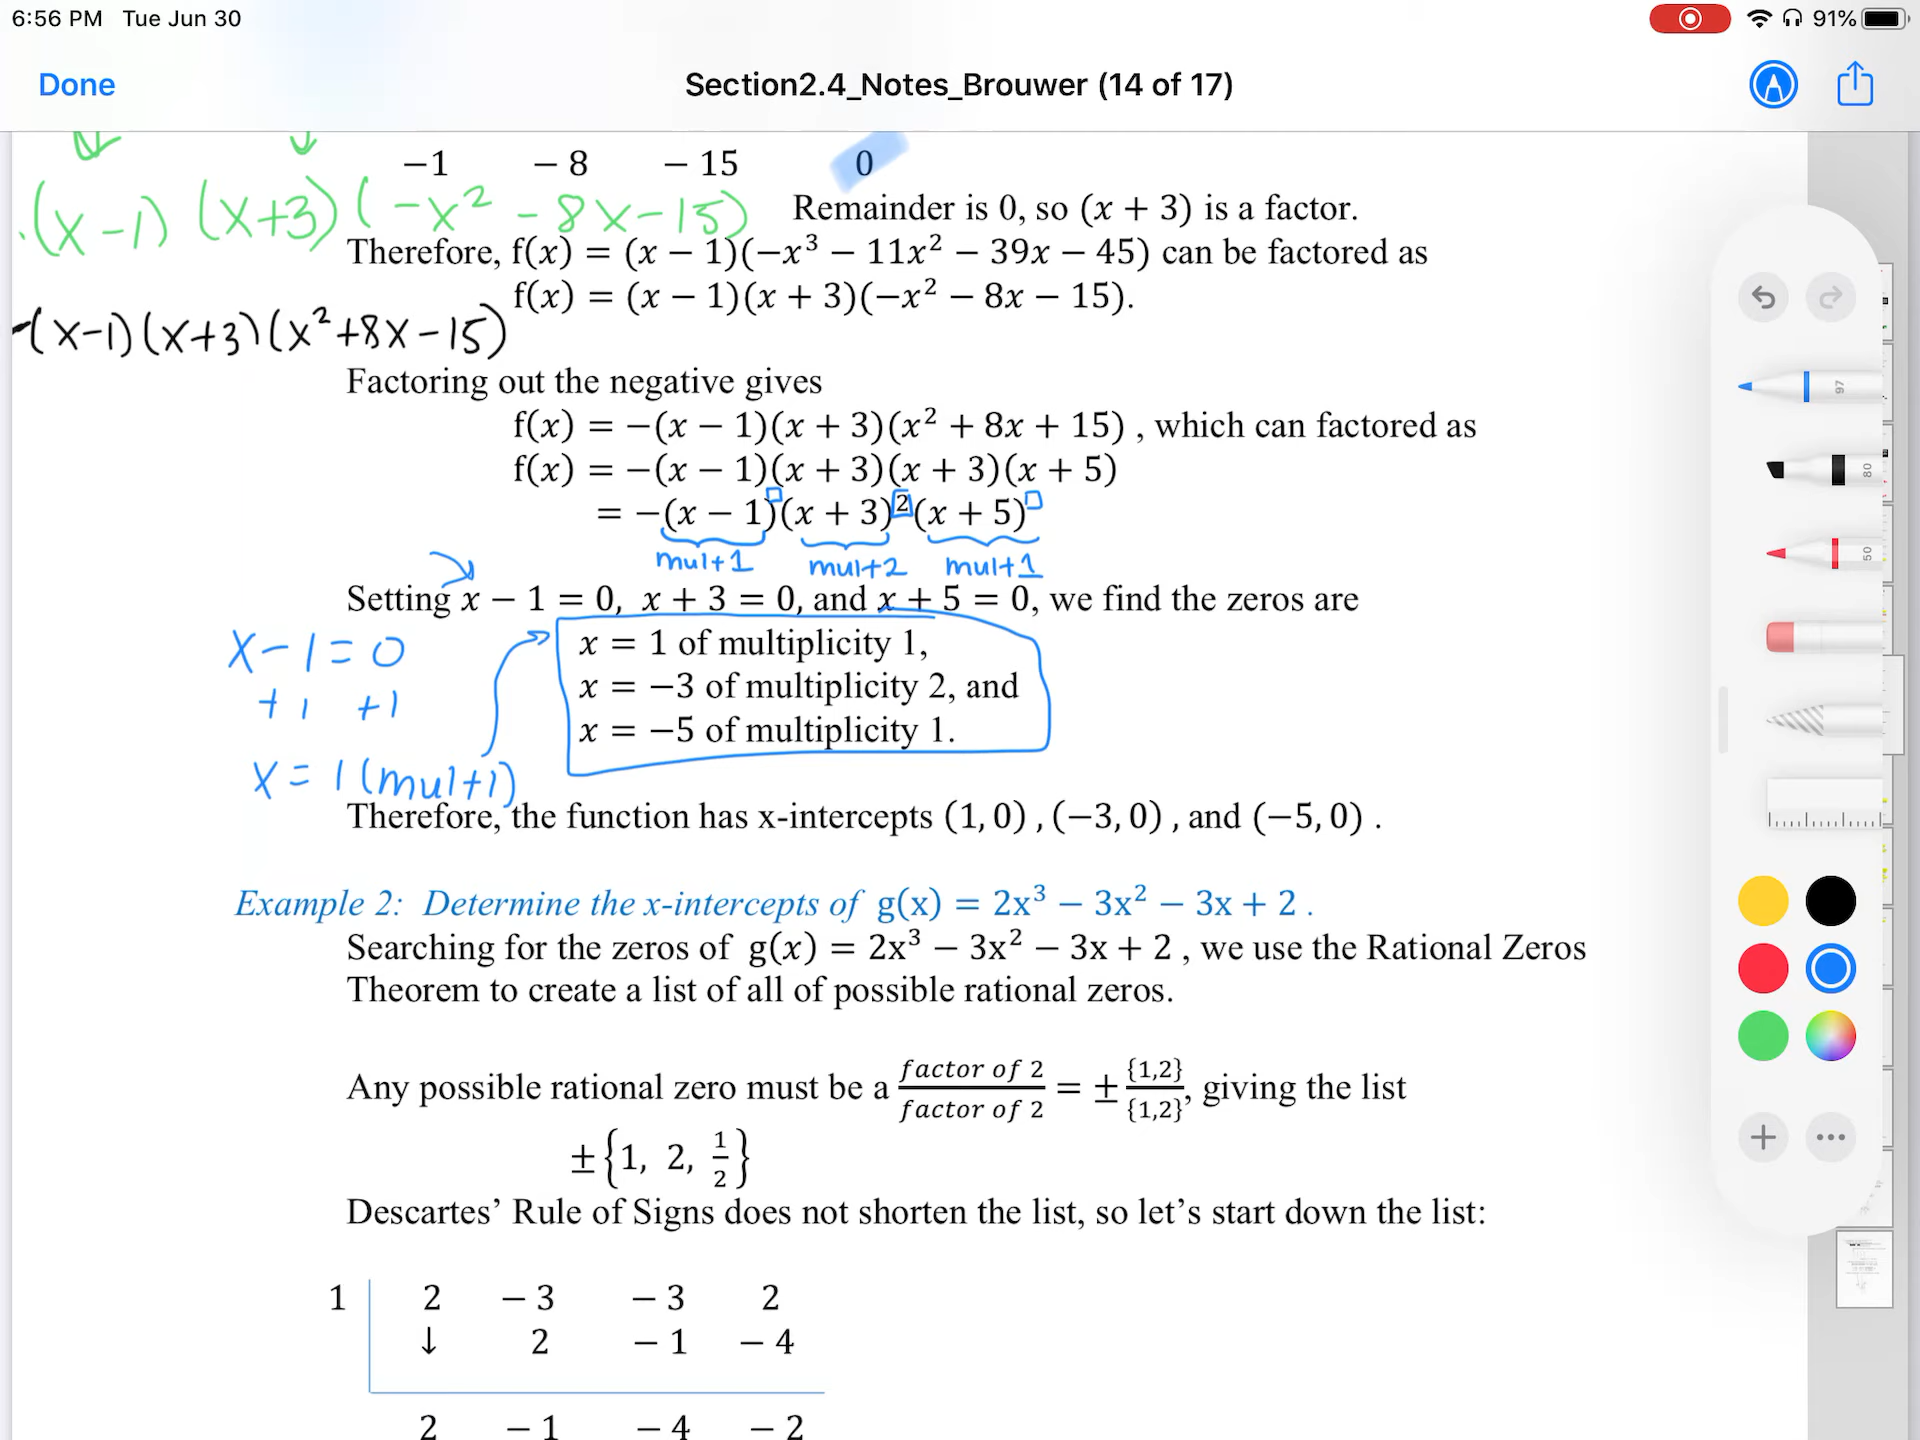 6:56 PM Tue Jun 30 91%
Done Section2.4_Notes_Brouwer (14 of 17)
−1 − 8 − 15 0
(x-1) (x+3) (-x² - 8x-15) Remainder is 0, so (x + 3) is a factor.
Therefore, f(x) = (x − 1)(−x³ − 11x² − 39x − 45) can be factored as
f(x) = (x − 1)(x + 3)(−x² − 8x − 15).
-(x-1)(x+3)(x²+8x-15)
Factoring out the negative gives
f(x) = −(x − 1)(x + 3)(x² + 8x + 15) , which can factored as
f(x) = −(x − 1)(x + 3)(x + 3)(x + 5)
= −(x − 1)(x + 3)²(x + 5)
mult1 mult2 mult1
Setting x − 1 = 0, x + 3 = 0, and x + 5 = 0, we find the zeros are
x-1=0
+1 +1
x=1(mult1)
x = 1 of multiplicity 1,
x = −3 of multiplicity 2, and
x = −5 of multiplicity 1.
Therefore, the function has x-intercepts (1, 0) , (−3, 0) , and (−5, 0) .
Example 2: Determine the x-intercepts of g(x) = 2x³ − 3x² − 3x + 2 .
Searching for the zeros of g(x) = 2x³ − 3x² − 3x + 2 , we use the Rational Zeros
Theorem to create a list of all of possible rational zeros.
Any possible rational zero must be a factor of 2 / factor of 2 = ± {1,2} / {1,2}, giving the list
± {1, 2, 1/2}
Descartes’ Rule of Signs does not shorten the list, so let’s start down the list:
1 2 − 3 − 3 2
↓ 2 − 1 − 4
2 − 1 − 4 − 2
97
80
50